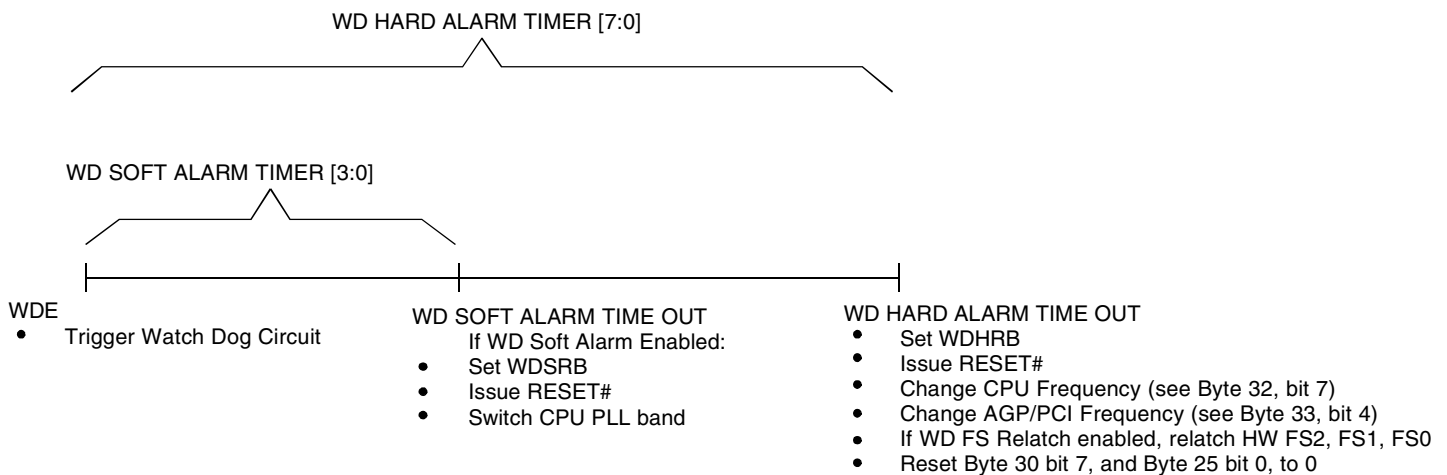 WD HARD ALARM TIMER [7:0]
WD SOFT ALARM TIMER [3:0]
WDE
• Trigger Watch Dog Circuit
WD SOFT ALARM TIME OUT
If WD Soft Alarm Enabled:
• Set WDSRB
• Issue RESET#
• Switch CPU PLL band
WD HARD ALARM TIME OUT
• Set WDHRB
• Issue RESET#
• Change CPU Frequency (see Byte 32, bit 7)
• Change AGP/PCI Frequency (see Byte 33, bit 4)
• If WD FS Relatch enabled, relatch HW FS2, FS1, FS0
• Reset Byte 30 bit 7, and Byte 25 bit 0, to 0